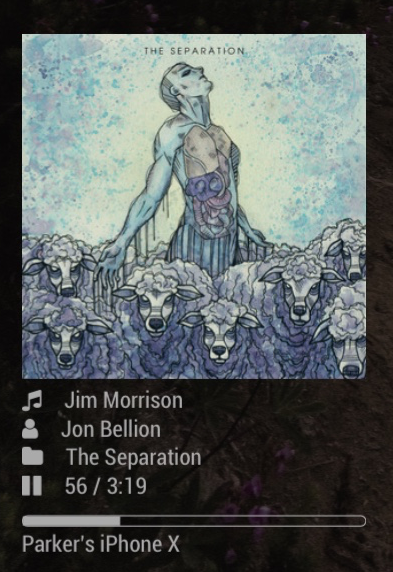 THE SEPARATION
Jim Morrison
Jon Bellion
The Separation
56 / 3:19
Parker's iPhone X